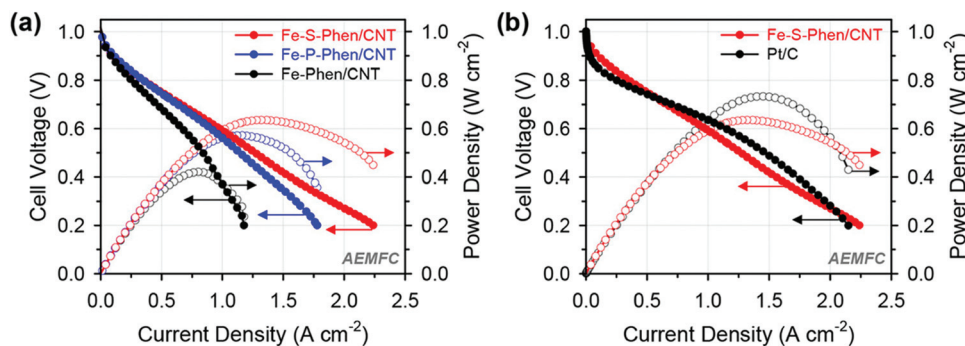 (a)
Fe-S-Phen/CNT
Fe-P-Phen/CNT
Fe-Phen/CNT
Cell Voltage (V)
1.0
0.8
0.6
0.4
0.2
0.0
Power Density (W cm⁻²)
1.0
0.8
0.6
0.4
0.2
0.0
AEMFC
0.0 0.5 1.0 1.5 2.0 2.5
Current Density (A cm⁻²)
(b)
Fe-S-Phen/CNT
Pt/C
Cell Voltage (V)
1.0
0.8
0.6
0.4
0.2
0.0
Power Density (W cm⁻²)
1.0
0.8
0.6
0.4
0.2
0.0
AEMFC
0.0 0.5 1.0 1.5 2.0 2.5
Current Density (A cm⁻²)